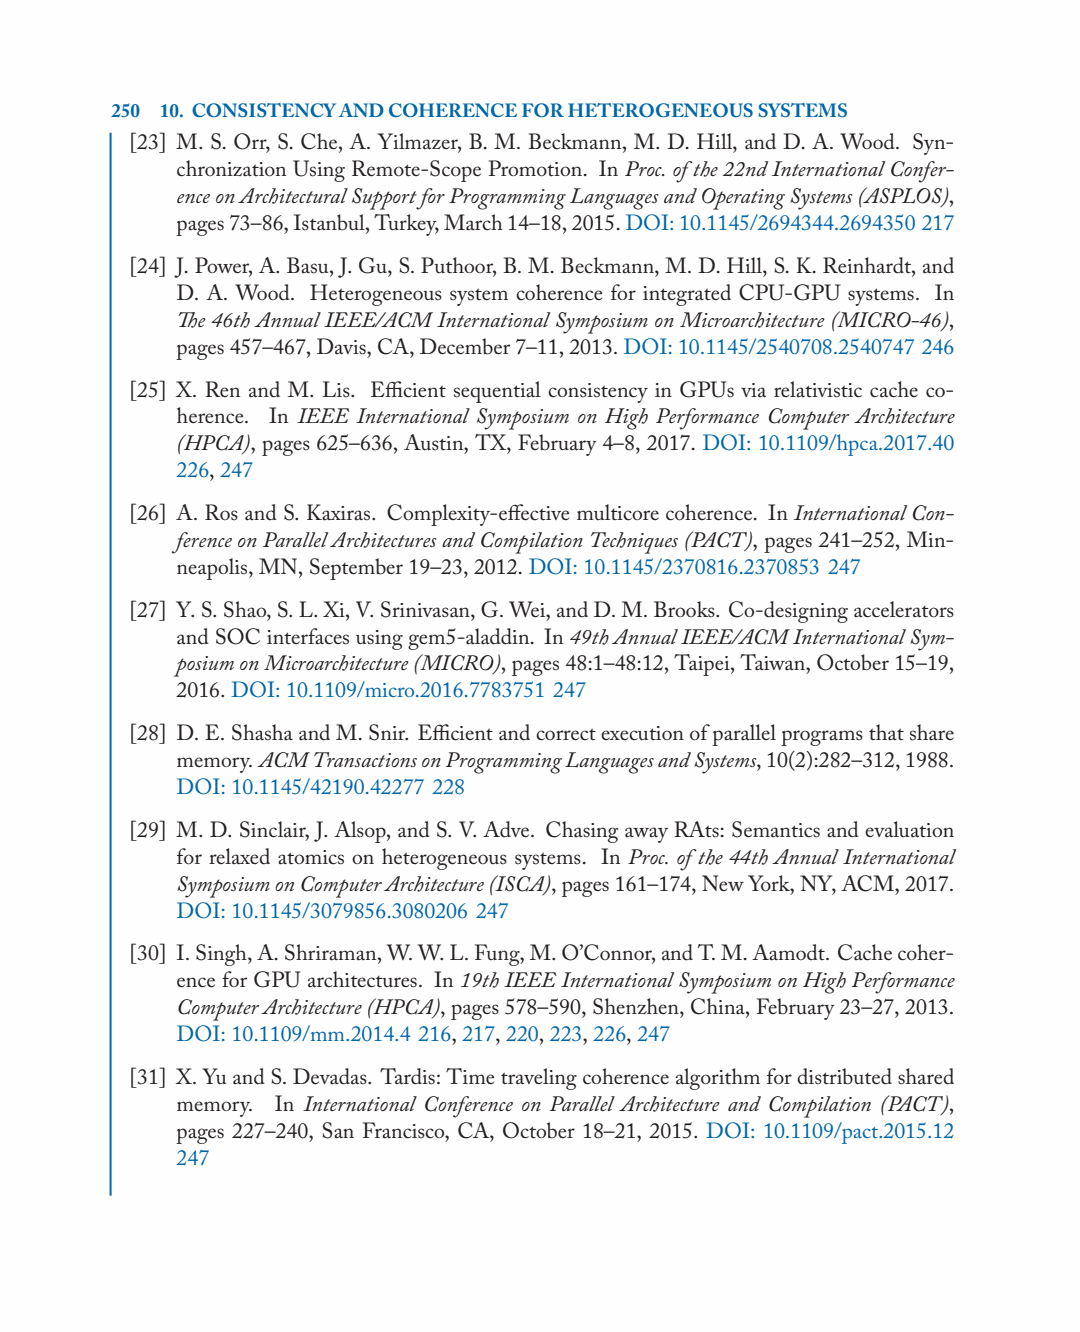 250 10. CONSISTENCY AND COHERENCE FOR HETEROGENEOUS SYSTEMS
[23] M. S. Orr, S. Che, A. Yilmazer, B. M. Beckmann, M. D. Hill, and D. A. Wood. Syn-
chronization Using Remote-Scope Promotion. In Proc. of the 22nd International Confer-
ence on Architectural Support for Programming Languages and Operating Systems (ASPLOS),
pages 73–86, Istanbul, Turkey, March 14–18, 2015. DOI: 10.1145/2694344.2694350 217
[24] J. Power, A. Basu, J. Gu, S. Puthoor, B. M. Beckmann, M. D. Hill, S. K. Reinhardt, and
D. A. Wood. Heterogeneous system coherence for integrated CPU-GPU systems. In
The 46th Annual IEEE/ACM International Symposium on Microarchitecture (MICRO-46),
pages 457–467, Davis, CA, December 7–11, 2013. DOI: 10.1145/2540708.2540747 246
[25] X. Ren and M. Lis. Efficient sequential consistency in GPUs via relativistic cache co-
herence. In IEEE International Symposium on High Performance Computer Architecture
(HPCA), pages 625–636, Austin, TX, February 4–8, 2017. DOI: 10.1109/hpca.2017.40
226, 247
[26] A. Ros and S. Kaxiras. Complexity-effective multicore coherence. In International Con-
ference on Parallel Architectures and Compilation Techniques (PACT), pages 241–252, Min-
neapolis, MN, September 19–23, 2012. DOI: 10.1145/2370816.2370853 247
[27] Y. S. Shao, S. L. Xi, V. Srinivasan, G. Wei, and D. M. Brooks. Co-designing accelerators
and SOC interfaces using gem5-aladdin. In 49th Annual IEEE/ACM International Sym-
posium on Microarchitecture (MICRO), pages 48:1–48:12, Taipei, Taiwan, October 15–19,
2016. DOI: 10.1109/micro.2016.7783751 247
[28] D. E. Shasha and M. Snir. Efficient and correct execution of parallel programs that share
memory. ACM Transactions on Programming Languages and Systems, 10(2):282–312, 1988.
DOI: 10.1145/42190.42277 228
[29] M. D. Sinclair, J. Alsop, and S. V. Adve. Chasing away RAts: Semantics and evaluation
for relaxed atomics on heterogeneous systems. In Proc. of the 44th Annual International
Symposium on Computer Architecture (ISCA), pages 161–174, New York, NY, ACM, 2017.
DOI: 10.1145/3079856.3080206 247
[30] I. Singh, A. Shriraman, W. W. L. Fung, M. O’Connor, and T. M. Aamodt. Cache coher-
ence for GPU architectures. In 19th IEEE International Symposium on High Performance
Computer Architecture (HPCA), pages 578–590, Shenzhen, China, February 23–27, 2013.
DOI: 10.1109/mm.2014.4 216, 217, 220, 223, 226, 247
[31] X. Yu and S. Devadas. Tardis: Time traveling coherence algorithm for distributed shared
memory. In International Conference on Parallel Architecture and Compilation (PACT),
pages 227–240, San Francisco, CA, October 18–21, 2015. DOI: 10.1109/pact.2015.12
247